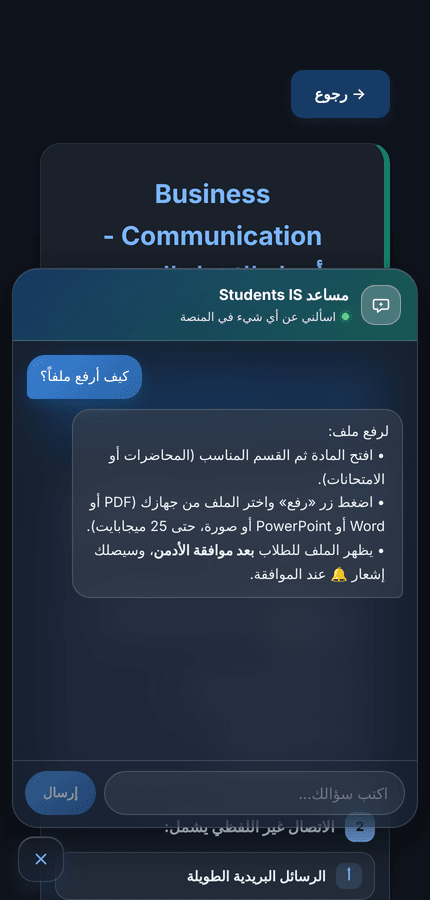 رجوع →
Business
Communication -
مساعد Students IS
اسألني عن أي شيء في المنصة
كيف أرفع ملفاً؟
لرفع ملف:
• افتح المادة ثم القسم المناسب (المحاضرات أو
الامتحانات).
• اضغط زر «رفع» واختر الملف من جهازك (PDF أو
Word أو PowerPoint أو صورة، حتى 25 ميجابايت).
• يظهر الملف للطلاب بعد موافقة الأدمن، وسيصلك
إشعار 🔔 عند الموافقة.
اكتب سؤالك...
إرسال
2 الاتصال غير اللفظي يشمل:
أ الرسائل البريدية الطويلة